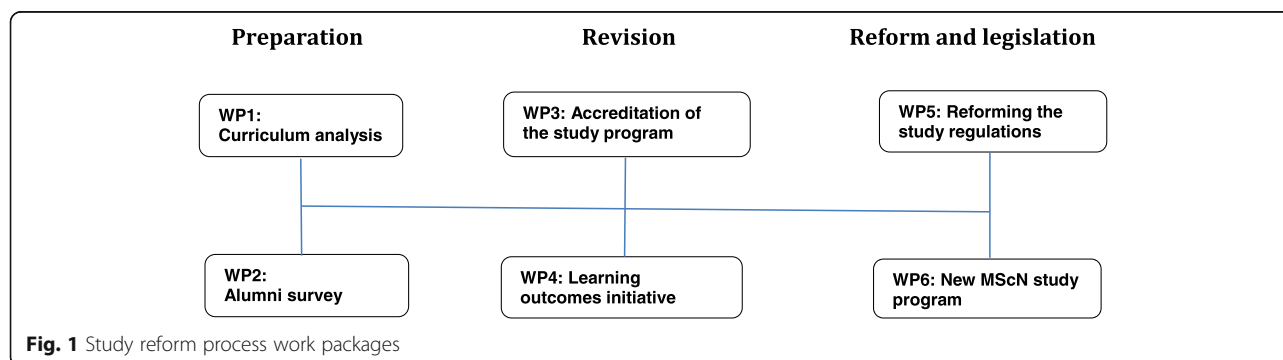 Preparation
Revision
Reform and legislation
WP1:
Curriculum analysis
WP3: Accreditation of
the study program
WP5: Reforming the
study regulations
WP2:
Alumni survey
WP4: Learning
outcomes initiative
WP6: New MScN study
program
Fig. 1 Study reform process work packages